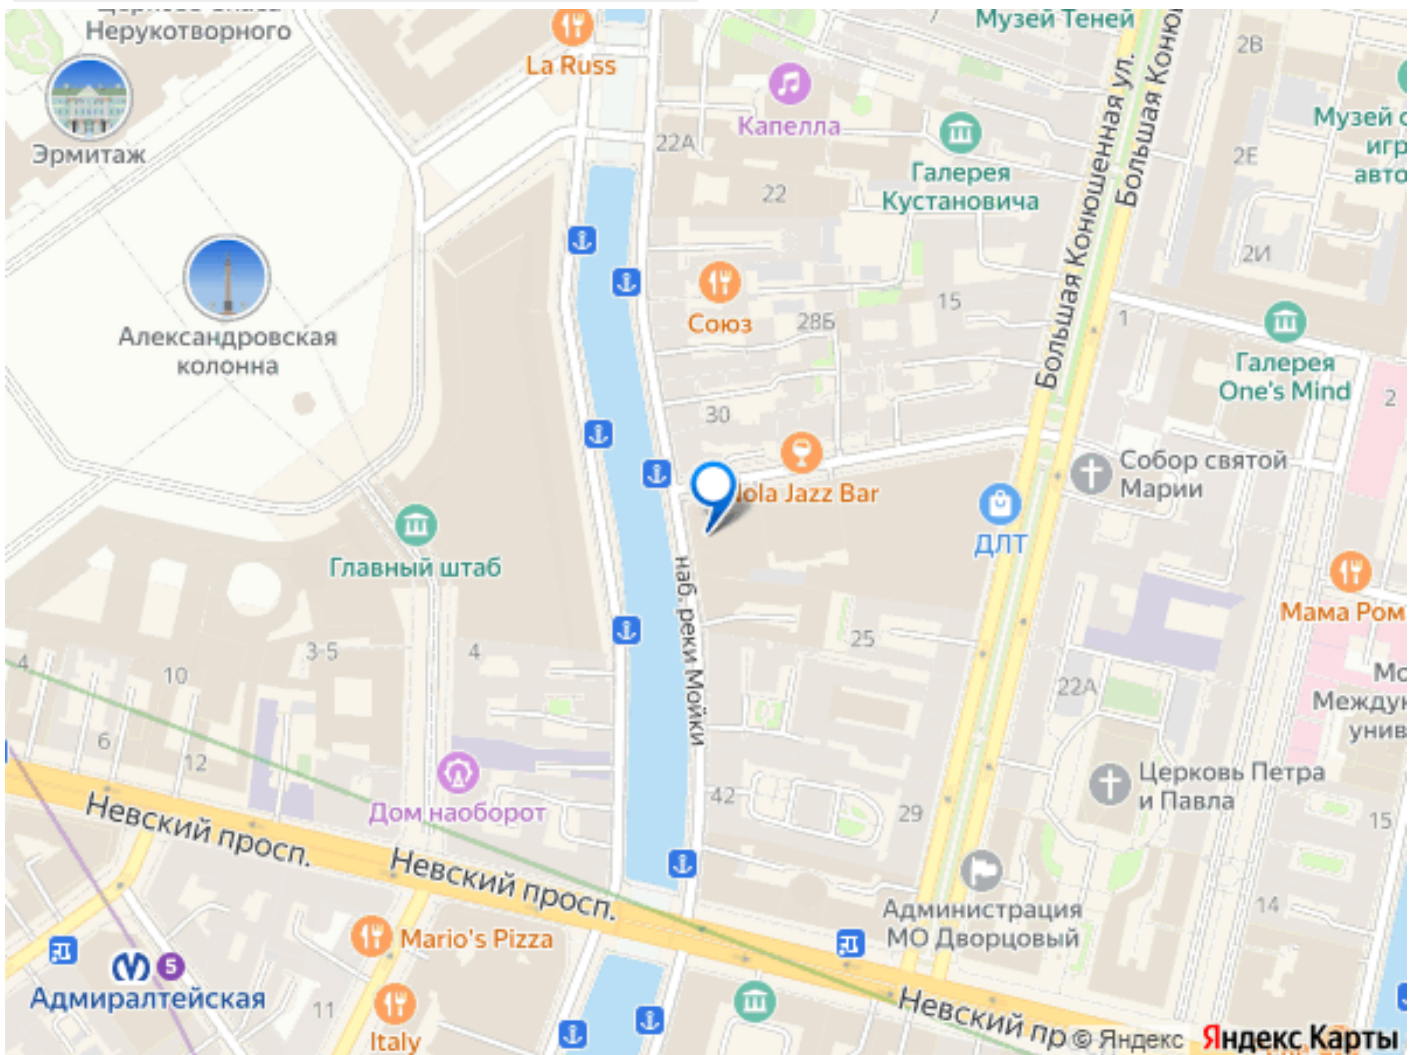 Нерукотворного
La Russ
Музей Теней
Большая Конюшенная ул.
2В
Эрмитаж
22А
Капелла
Галерея
Кустановича
22
2Е
2И
Александровская
колонна
Союз
28Б
15
1
Галерея
One's Mind
2
30
Nola Jazz Bar
Собор святой
Марии
ДЛТ
Главный штаб
наб. реки Мойки
Мама Ром
25
3-5
4
4
10
22А
6
12
Дом наоборот
42
29
Церковь Петра
и Павла
15
Невский просп.
Невский просп.
Администрация
МО Дворцовый
14
Mario's Pizza
5
Адмиралтейская
11
Italy
Невский пр
© Яндекс
Яндекс Карты